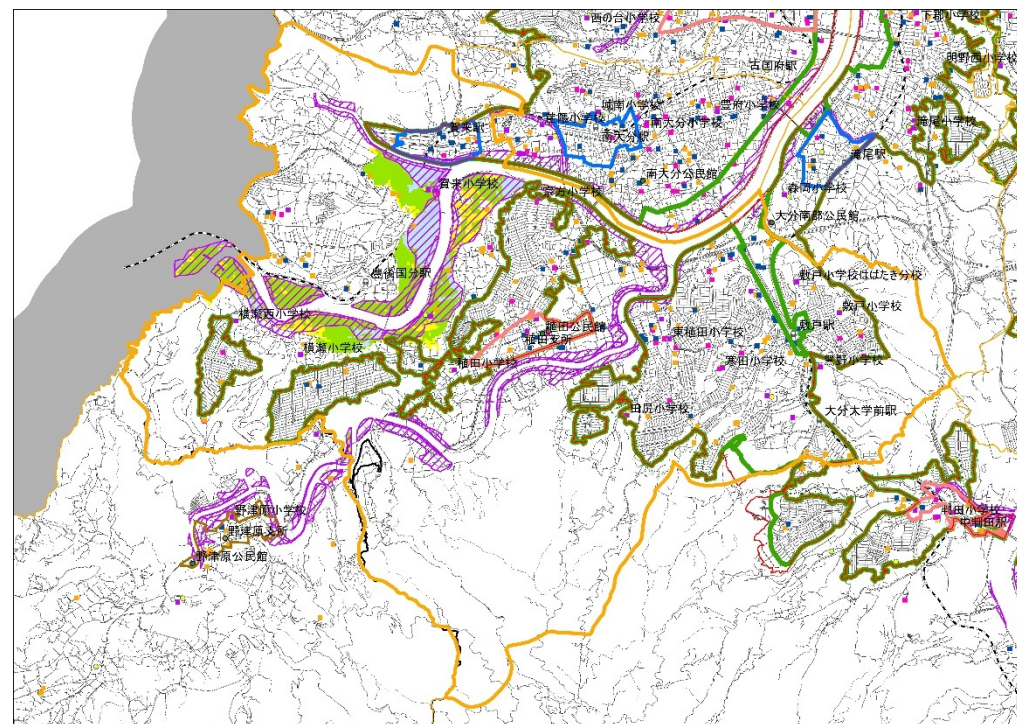 西の台小学校
下郡小学校
古国府駅
明野西小学校
城南小学校
豊府小学校
荏隈小学校
南大分小学校
滝尾小学校
賀来駅
南大分駅
滝尾駅
南大分公民館
賀来小学校
宗方小学校
森岡小学校
大分南部公民館
豊後国分駅
敷戸小学校はばたき分校
敷戸小学校
横瀬西小学校
敷戸駅
稙田公民館
稙田支所
東稙田小学校
横瀬小学校
稙田小学校
寒田小学校
鴛野小学校
田尻小学校
大分大学前駅
野津原小学校
判田小学校
中判田駅
野津原支所
野津原公民館